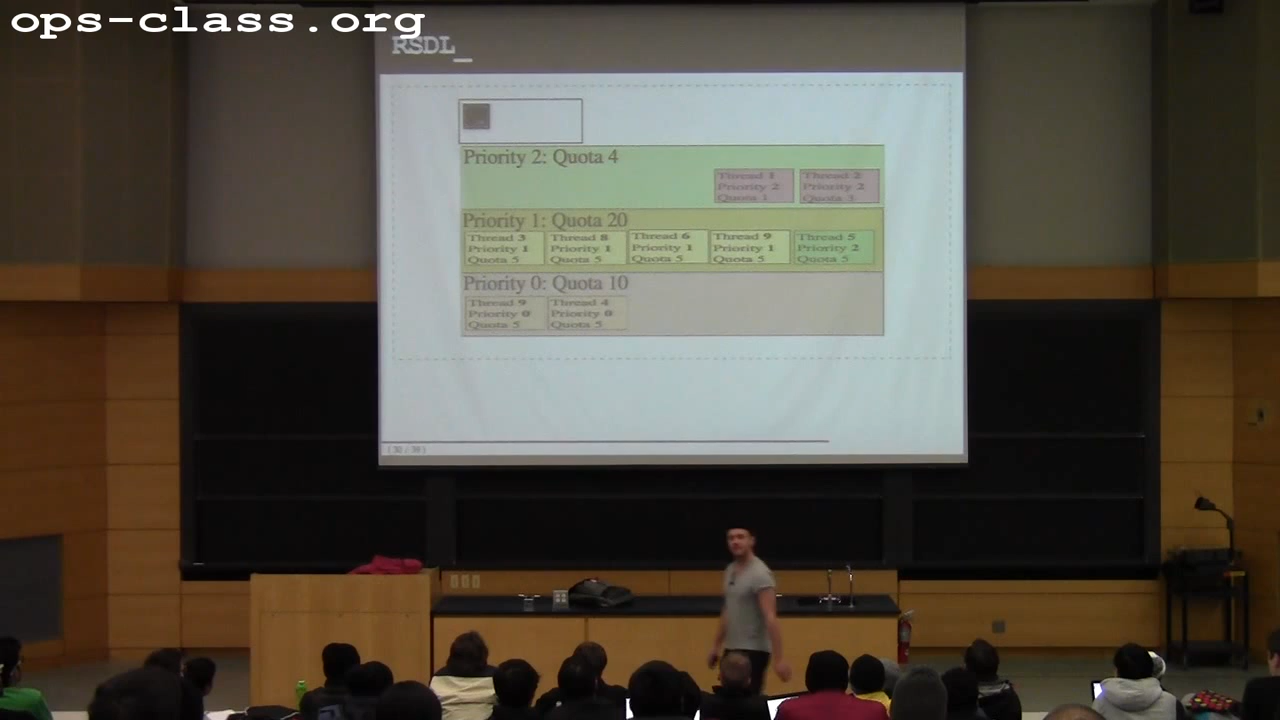 ops-class.org
RSDL_
Priority 2: Quota 4
Thread 1
Priority 2
Quota 1
Thread 2
Priority 2
Quota 3
Priority 1: Quota 20
Thread 3
Priority 1
Quota 5
Thread 8
Priority 1
Quota 5
Thread 6
Priority 1
Quota 5
Thread 9
Priority 1
Quota 5
Thread 5
Priority 2
Quota 5
Priority 0: Quota 10
Thread 9
Priority 0
Quota 5
Thread 4
Priority 0
Quota 5